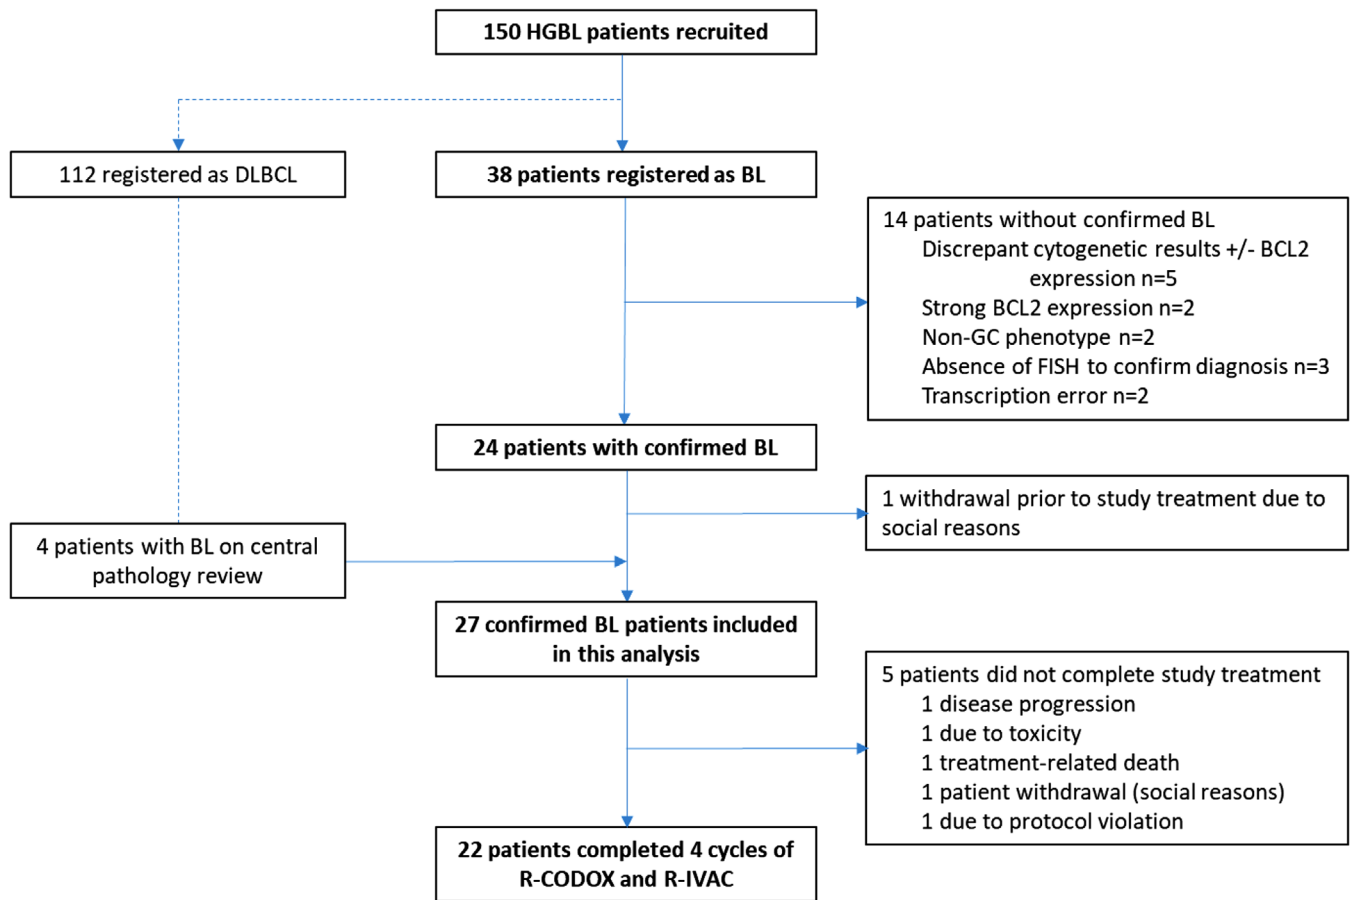 150 HGBL patients recruited
112 registered as DLBCL
38 patients registered as BL
14 patients without confirmed BL
Discrepant cytogenetic results +/- BCL2
expression n=5
Strong BCL2 expression n=2
Non-GC phenotype n=2
Absence of FISH to confirm diagnosis n=3
Transcription error n=2
24 patients with confirmed BL
1 withdrawal prior to study treatment due to
social reasons
4 patients with BL on central
pathology review
27 confirmed BL patients included
in this analysis
5 patients did not complete study treatment
1 disease progression
1 due to toxicity
1 treatment-related death
1 patient withdrawal (social reasons)
1 due to protocol violation
22 patients completed 4 cycles of
R-CODOX and R-IVAC